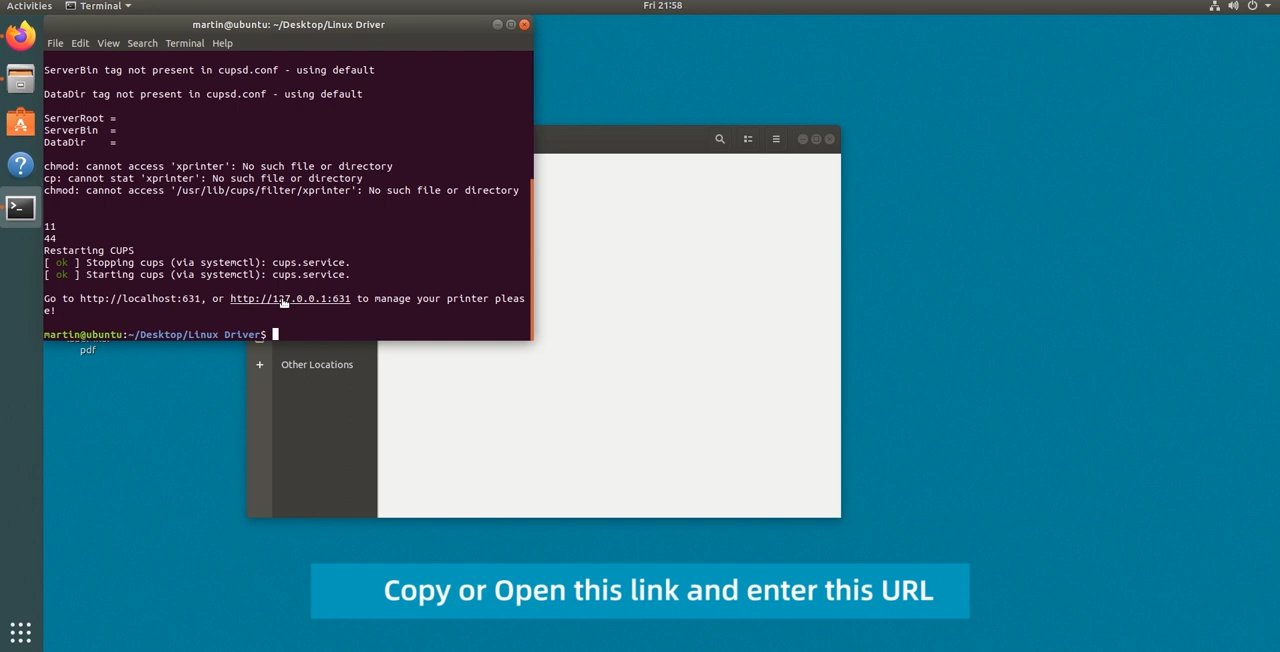 Activities Terminal Fri 21:58
martin@ubuntu: ~/Desktop/Linux Driver
File Edit View Search Terminal Help
ServerBin tag not present in cupsd.conf - using default
DataDir tag not present in cupsd.conf - using default
ServerRoot =
ServerBin =
DataDir =
chmod: cannot access 'xprinter': No such file or directory
cp: cannot stat 'xprinter': No such file or directory
chmod: cannot access '/usr/lib/cups/filter/xprinter': No such file or directory
11
44
Restarting CUPS
[ ok ] Stopping cups (via systemctl): cups.service.
[ ok ] Starting cups (via systemctl): cups.service.
Go to http://localhost:631, or http://127.0.0.1:631 to manage your printer pleas
e!
martin@ubuntu:~/Desktop/Linux Driver$
pdf
+ Other Locations
Copy or Open this link and enter this URL